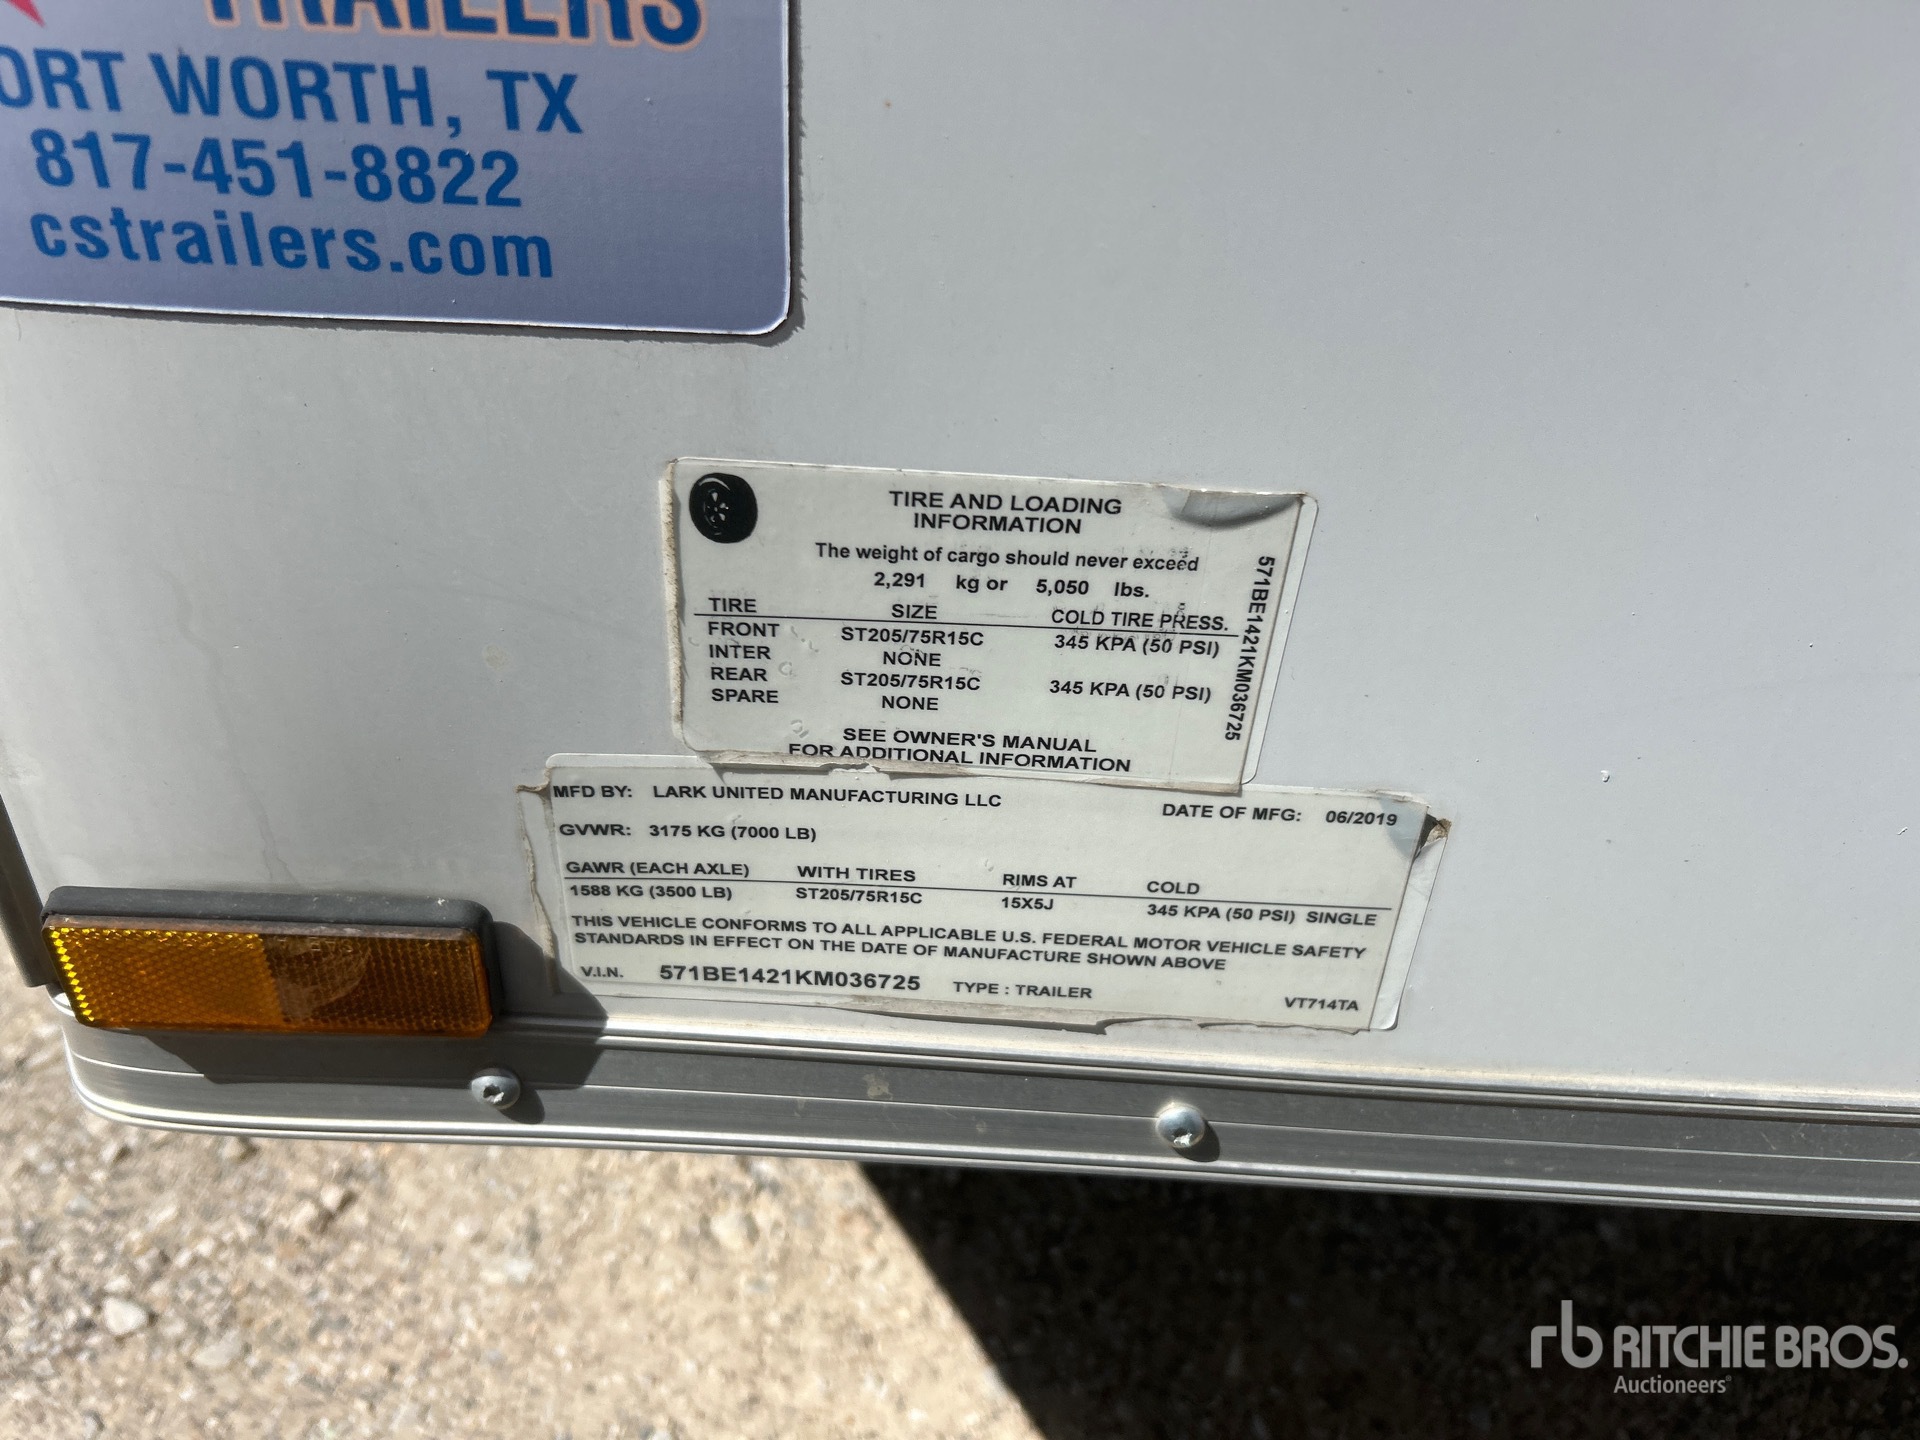 TRAILERS
ORT WORTH, TX
817-451-8822
cstrailers.com
TIRE AND LOADING
INFORMATION
The weight of cargo should never exceed
2,291 kg or 5,050 lbs.
TIRE SIZE COLD TIRE PRESS.
FRONT ST205/75R15C 345 KPA (50 PSI)
INTER NONE
REAR ST205/75R15C 345 KPA (50 PSI)
SPARE NONE
SEE OWNER'S MANUAL
FOR ADDITIONAL INFORMATION
571BE1421KM036725
MFD BY: LARK UNITED MANUFACTURING LLC DATE OF MFG: 06/2019
GVWR: 3175 KG (7000 LB)
GAWR (EACH AXLE) WITH TIRES RIMS AT COLD
1588 KG (3500 LB) ST205/75R15C 15X5J 345 KPA (50 PSI) SINGLE
THIS VEHICLE CONFORMS TO ALL APPLICABLE U.S. FEDERAL MOTOR VEHICLE SAFETY
STANDARDS IN EFFECT ON THE DATE OF MANUFACTURE SHOWN ABOVE
V.I.N. 571BE1421KM036725 TYPE : TRAILER VT714TA
rb RITCHIE BROS.
Auctioneers